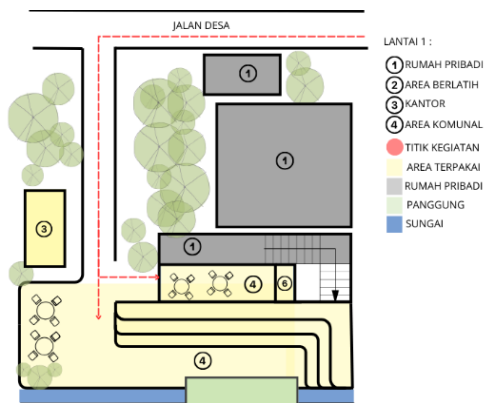 JALAN DESA
LANTAI 1 :
1 RUMAH PRIBADI
2 AREA BERLATIH
3 KANTOR
4 AREA KOMUNAL
TITIK KEGIATAN
AREA TERPAKAI
RUMAH PRIBADI
PANGGUNG
SUNGAI
1
1
3
1
4
6
4